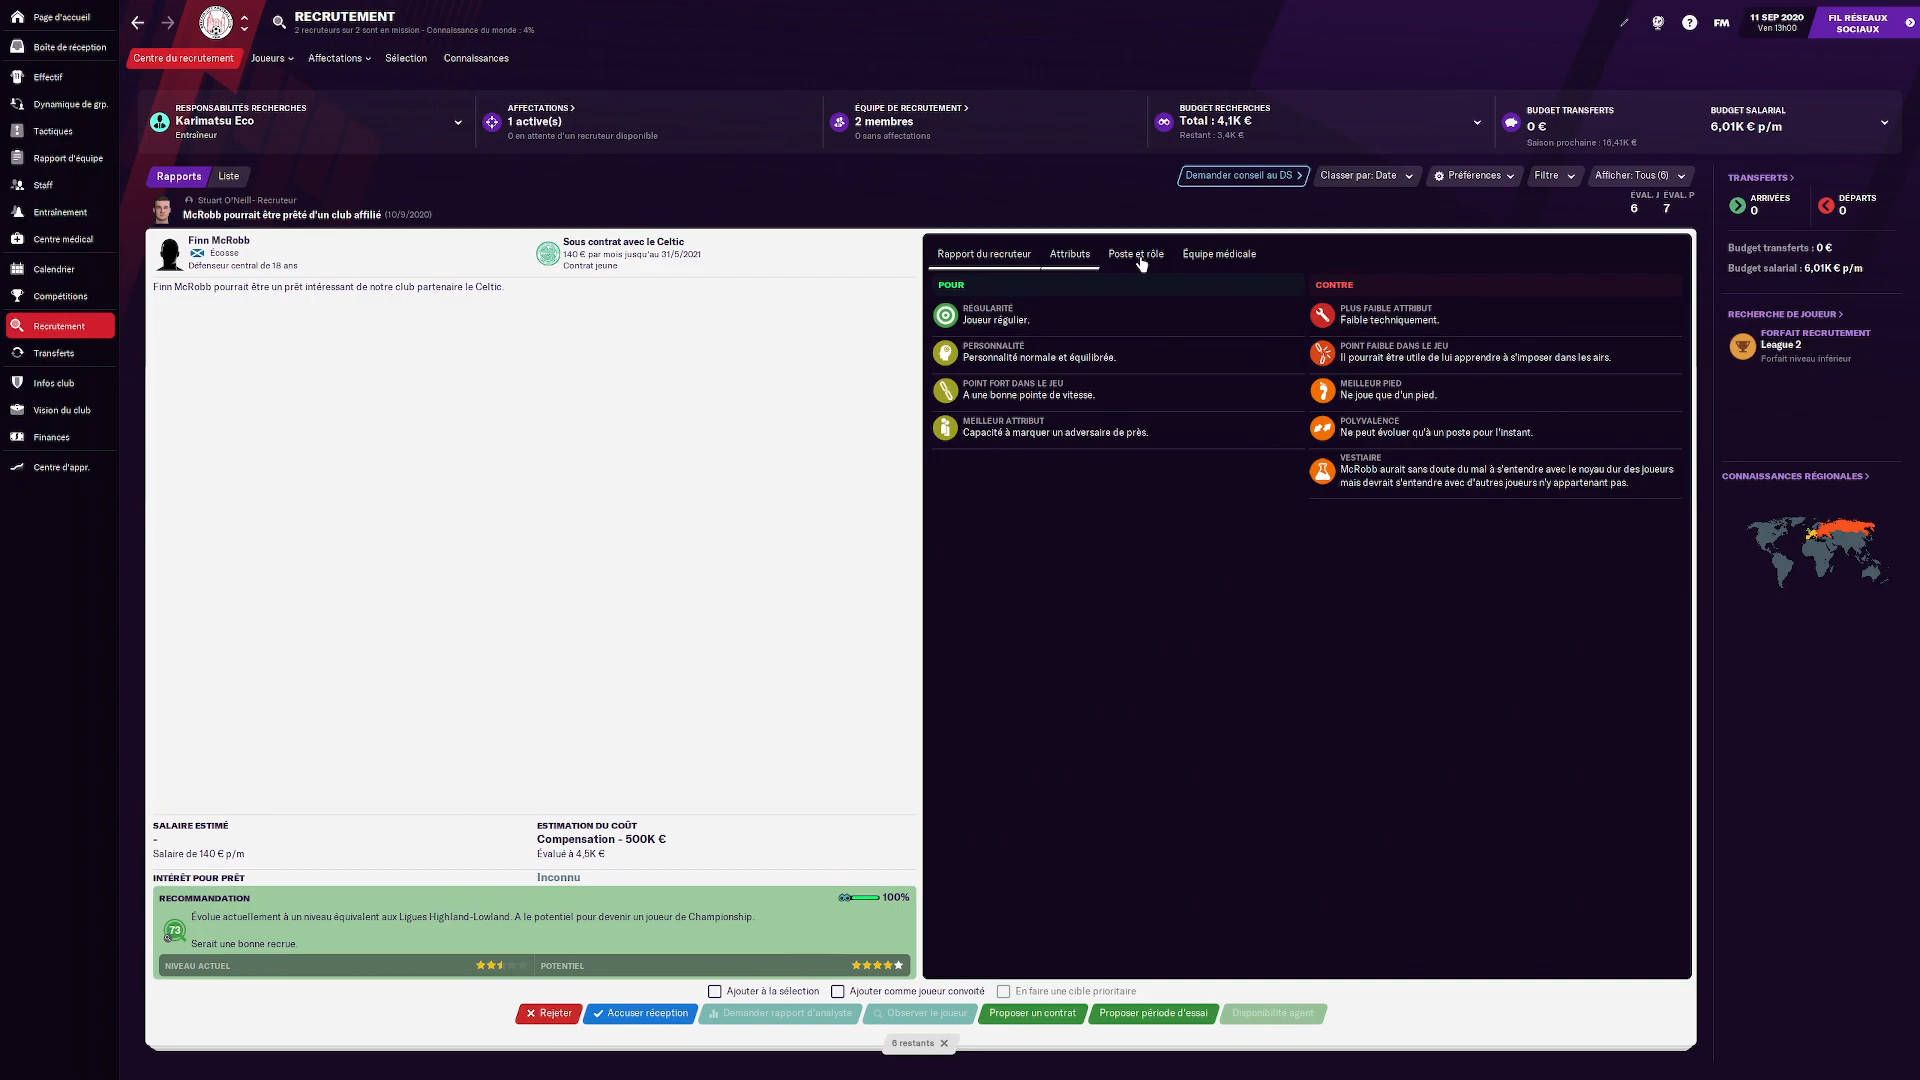 Page d'accueil
Boîte de réception
Effectif
Dynamique de grp.
Tactiques
Rapport d'équipe
Staff
Entraînement
Centre médical
Calendrier
Compétitions
Recrutement
Transferts
Infos club
Vision du club
Finances
Centre d'appr.
RECRUTEMENT
2 recruteurs sur 2 sont en mission - Connaissance du monde : 4%
FM
11 SEP 2020
Ven 13h00
FIL RÉSEAUX
SOCIAUX
Centre du recrutement
Joueurs
Affectations
Sélection
Connaissances
RESPONSABILITÉS RECHERCHES
Karimatsu Eco
Entraîneur
AFFECTATIONS >
1 active(s)
0 en attente d'un recruteur disponible
ÉQUIPE DE RECRUTEMENT >
2 membres
0 sans affectations
BUDGET RECHERCHES
Total : 4,1K €
Restant : 3,4K €
BUDGET TRANSFERTS
0 €
Saison prochaine : 16,41K €
BUDGET SALARIAL
6,01K € p/m
Rapports
Liste
Demander conseil au DS >
Classer par: Date
Préférences
Filtre
Afficher: Tous (6)
Stuart O'Neill - Recruteur
McRobb pourrait être prêté d'un club affilié (10/9/2020)
ÉVAL. J ÉVAL. P
6 7
Finn McRobb
Écosse
Défenseur central de 18 ans
Sous contrat avec le Celtic
140 € par mois jusqu'au 31/5/2021
Contrat jeune
Finn McRobb pourrait être un prêt intéressant de notre club partenaire le Celtic.
SALAIRE ESTIMÉ
-
Salaire de 140 € p/m
ESTIMATION DU COÛT
Compensation - 500K €
Évalué à 4,5K €
INTÉRÊT POUR PRÊT
Inconnu
RECOMMANDATION
100%
Évolue actuellement à un niveau équivalent aux Ligues Highland-Lowland. A le potentiel pour devenir un joueur de Championship.
73
Serait une bonne recrue.
NIVEAU ACTUEL
POTENTIEL
Rapport du recruteur
Attributs
Poste et rôle
Équipe médicale
POUR
RÉGULARITÉ
Joueur régulier.
PERSONNALITÉ
Personnalité normale et équilibrée.
POINT FORT DANS LE JEU
A une bonne pointe de vitesse.
MEILLEUR ATTRIBUT
Capacité à marquer un adversaire de près.
CONTRE
PLUS FAIBLE ATTRIBUT
Faible techniquement.
POINT FAIBLE DANS LE JEU
Il pourrait être utile de lui apprendre à s'imposer dans les airs.
MEILLEUR PIED
Ne joue que d'un pied.
POLYVALENCE
Ne peut évoluer qu'à un poste pour l'instant.
VESTIAIRE
McRobb aurait sans doute du mal à s'entendre avec le noyau dur des joueurs
mais devrait s'entendre avec d'autres joueurs n'y appartenant pas.
Ajouter à la sélection
Ajouter comme joueur convoité
En faire une cible prioritaire
Rejeter
Accuser réception
Demander rapport d'analyste
Observer le joueur
Proposer un contrat
Proposer période d'essai
Disponibilité agent
6 restants
TRANSFERTS >
ARRIVÉES
0
DÉPARTS
0
Budget transferts : 0 €
Budget salarial : 6,01K € p/m
RECHERCHE DE JOUEUR >
FORFAIT RECRUTEMENT
League 2
Forfait niveau inférieur
CONNAISSANCES RÉGIONALES >